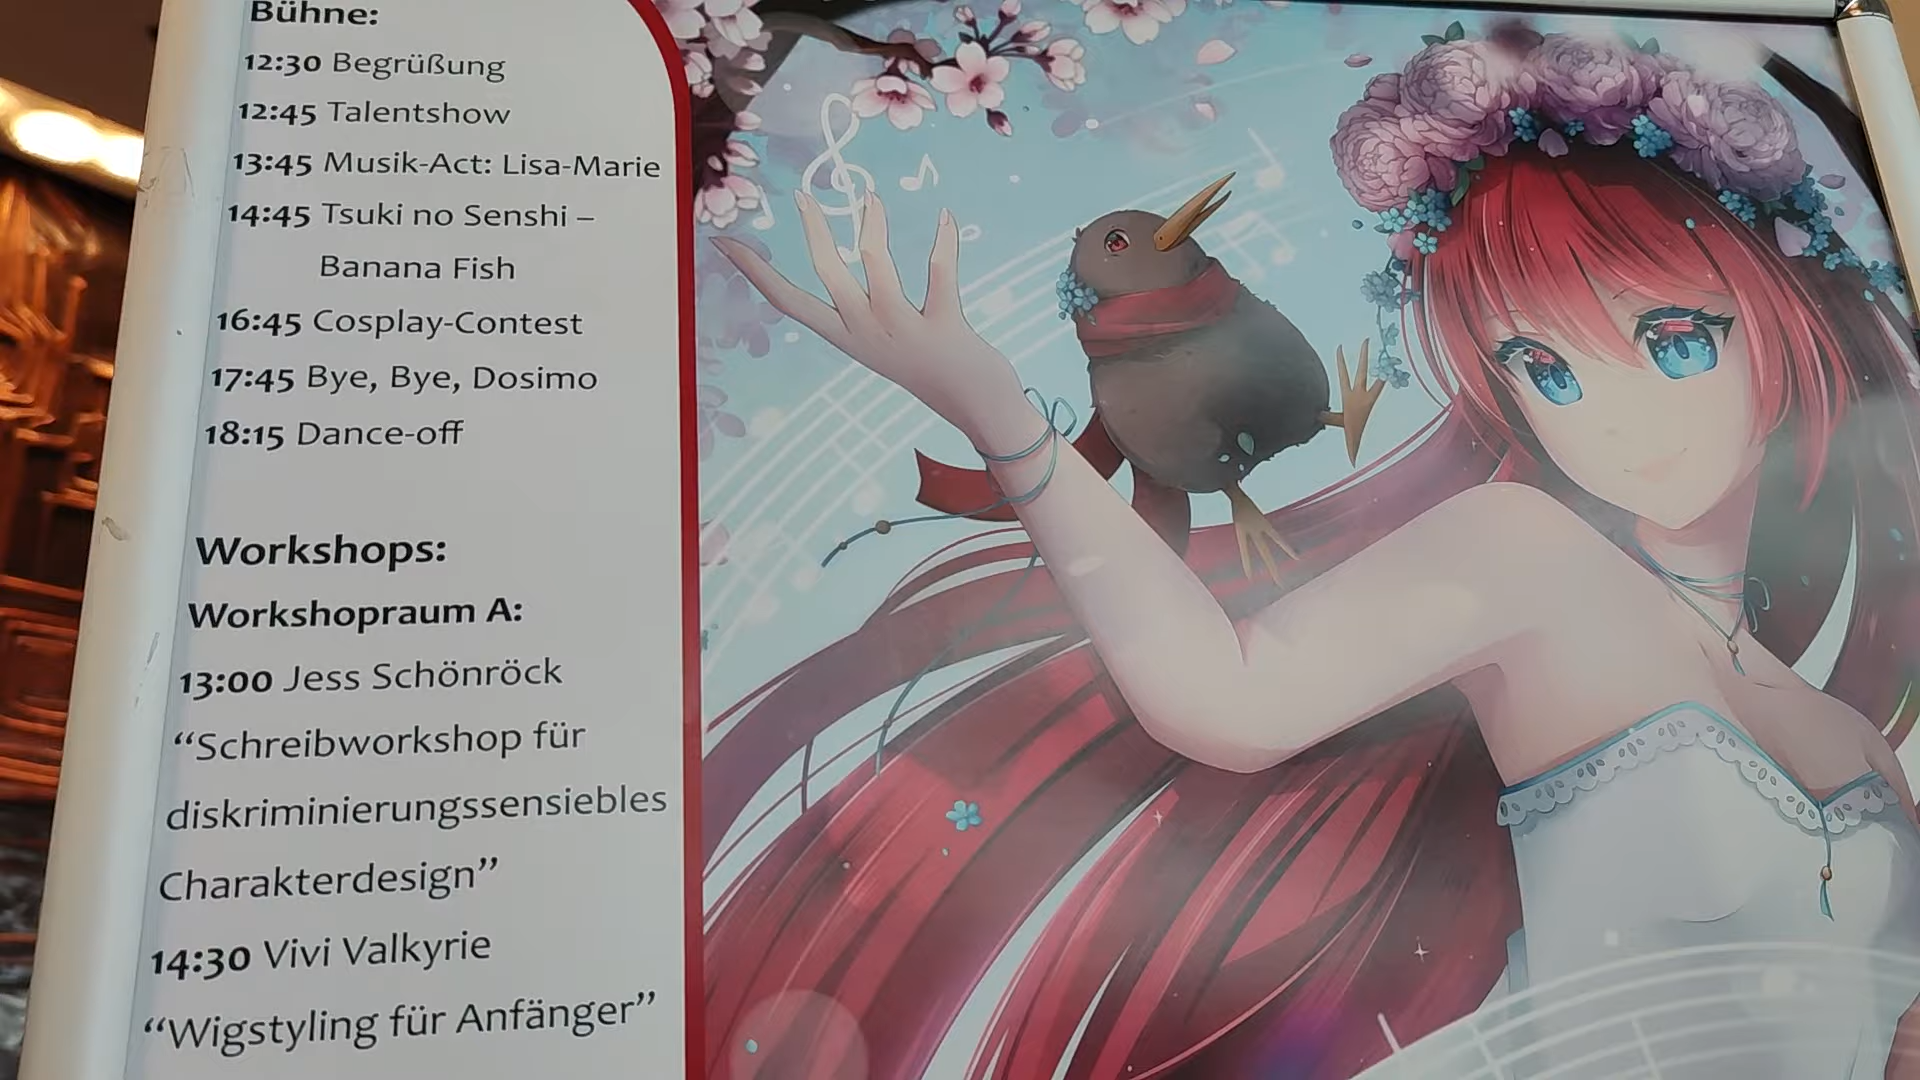 Bühne:
12:30 Begrüßung
12:45 Talentshow
13:45 Musik-Act: Lisa-Marie
14:45 Tsuki no Senshi –
Banana Fish
16:45 Cosplay-Contest
17:45 Bye, Bye, Dosimo
18:15 Dance-off
Workshops:
Workshopraum A:
13:00 Jess Schönröck
“Schreibworkshop für
diskriminierungssensiebles
Charakterdesign”
14:30 Vivi Valkyrie
“Wigstyling für Anfänger”